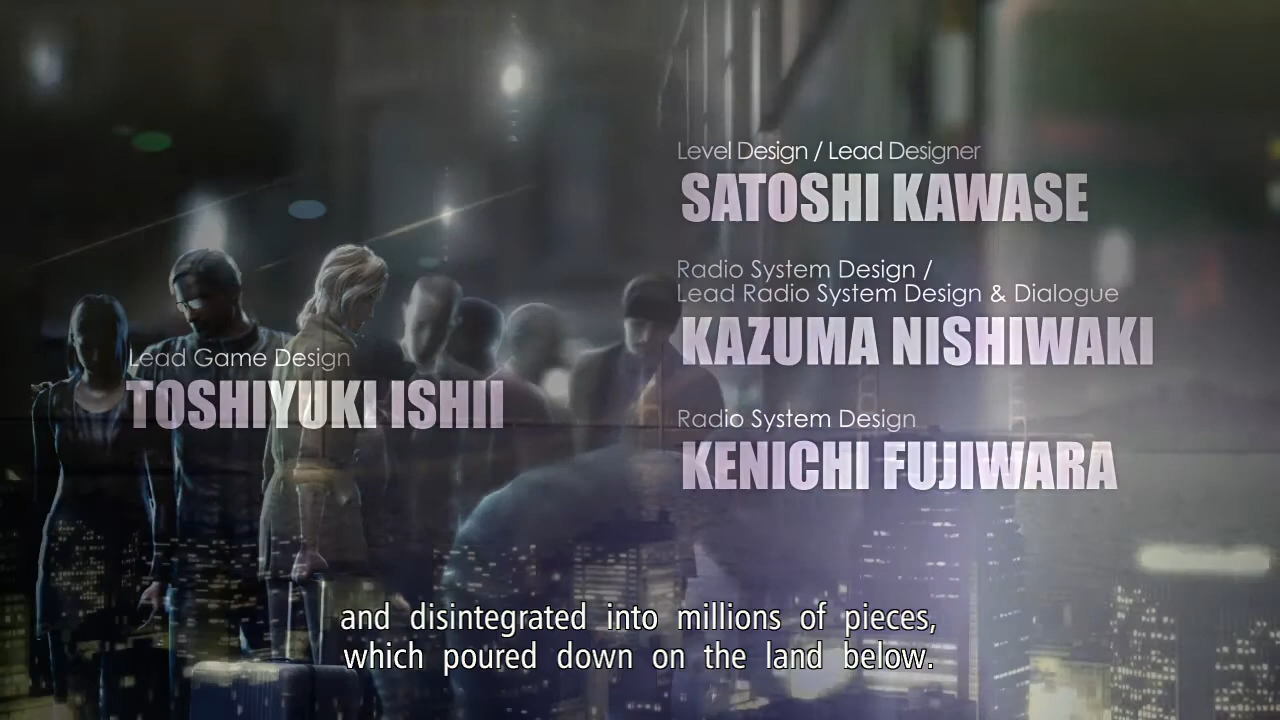 Lead Game Design
TOSHIYUKI ISHII
Level Design / Lead Designer
SATOSHI KAWASE
Radio System Design /
Lead Radio System Design & Dialogue
KAZUMA NISHIWAKI
Radio System Design
KENICHI FUJIWARA
and disintegrated into millions of pieces,
which poured down on the land below.